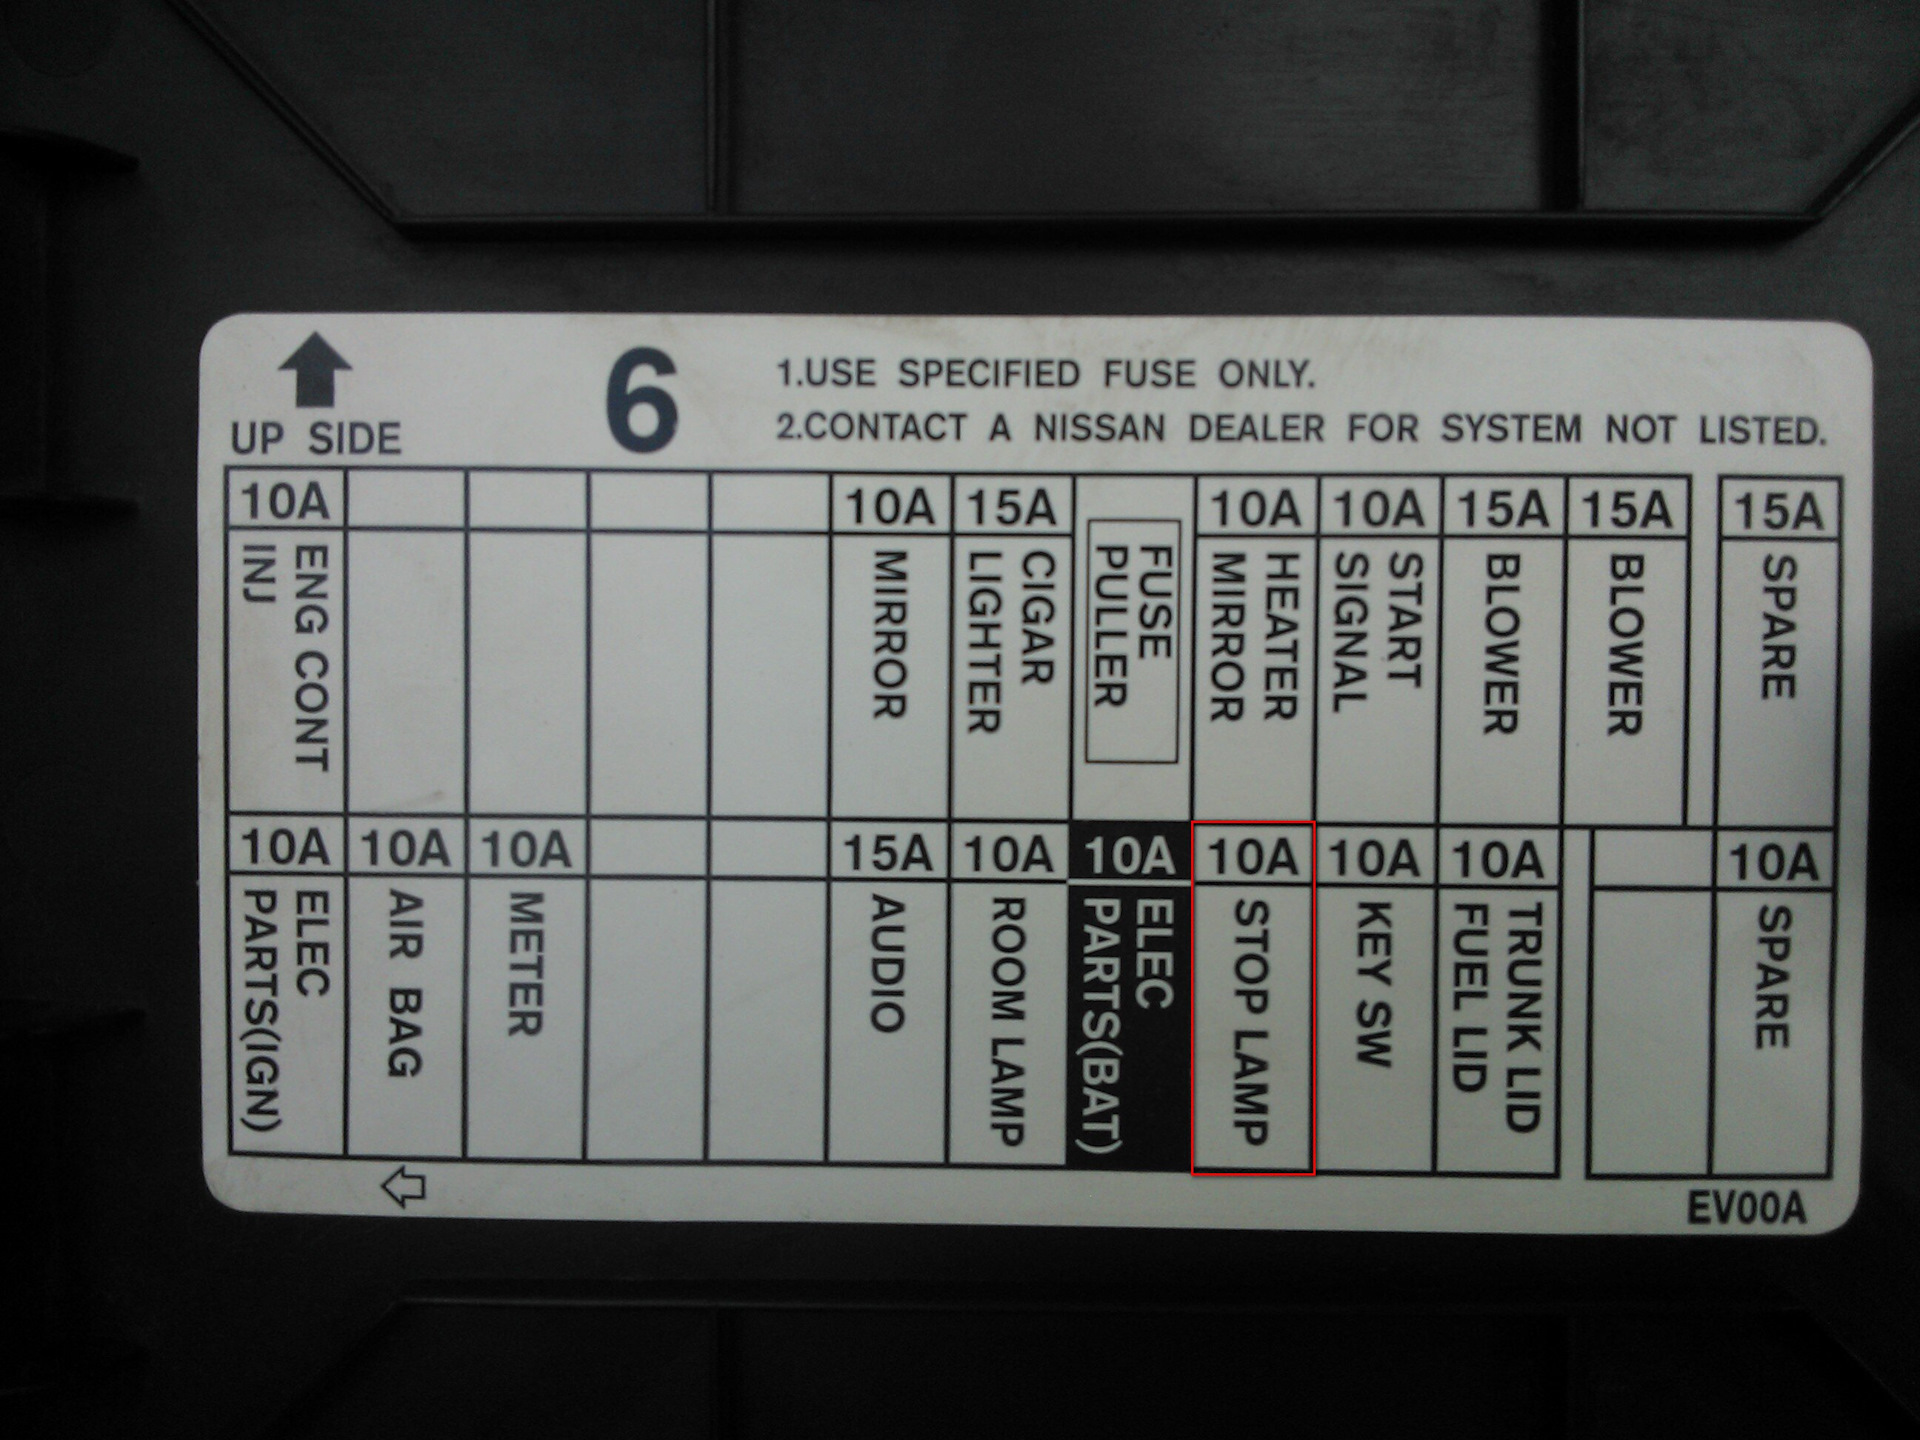 UP SIDE
6
1.USE SPECIFIED FUSE ONLY.
2.CONTACT A NISSAN DEALER FOR SYSTEM NOT LISTED.
10A
ENG CONT
INJ
10A
MIRROR
15A
CIGAR
LIGHTER
FUSE
PULLER
10A
HEATER
MIRROR
10A
START
SIGNAL
15A
BLOWER
15A
BLOWER
15A
SPARE
10A
ELEC
PARTS(IGN)
10A
AIR BAG
10A
METER
15A
AUDIO
10A
ROOM LAMP
10A
ELEC
PARTS(BAT)
10A
STOP LAMP
10A
KEY SW
10A
TRUNK LID
FUEL LID
10A
SPARE
EV00A